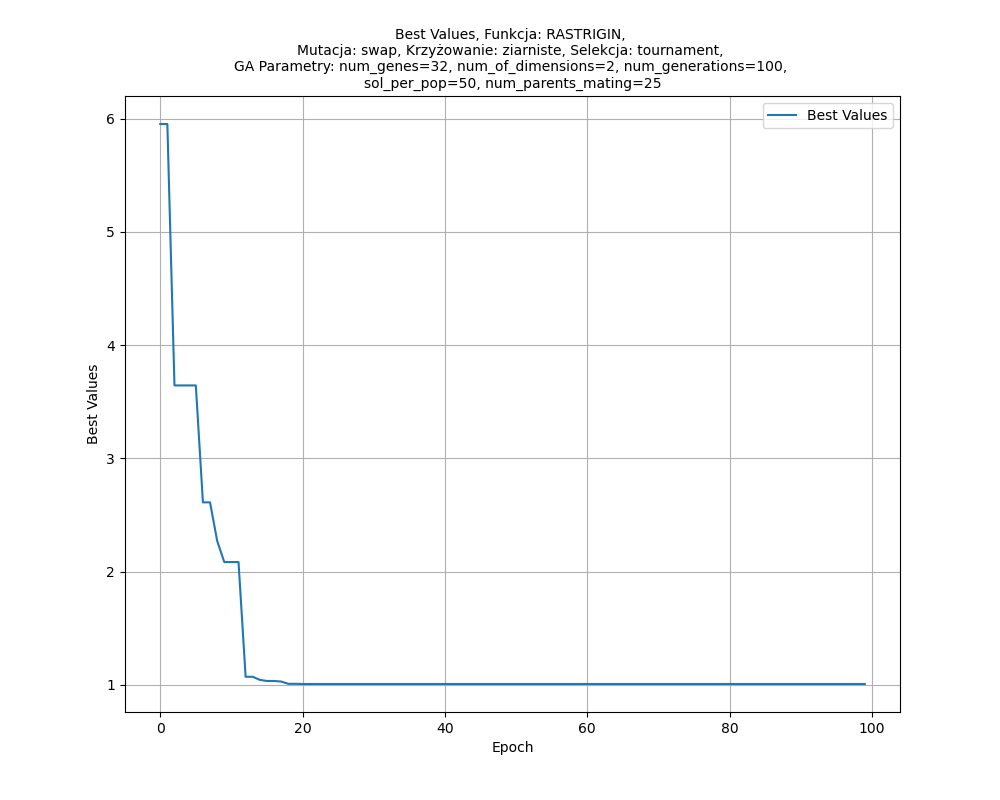 Best Values, Funkcja: RASTRIGIN,
Mutacja: swap, Krzyżowanie: ziarniste, Selekcja: tournament,
GA Parametry: num_genes=32, num_of_dimensions=2, num_generations=100,
sol_per_pop=50, num_parents_mating=25
Best Values
6
5
4
3
2
1
Best Values
0 20 40 60 80 100
Epoch